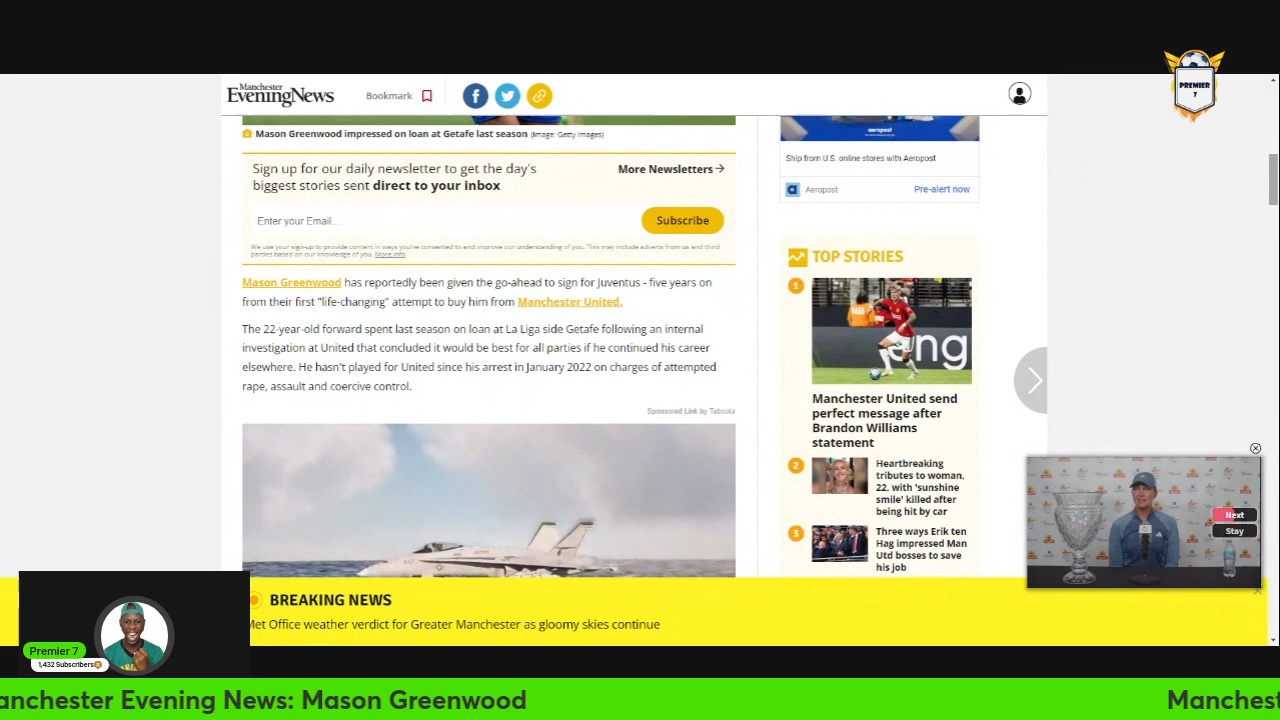 PREMIER
7
Manchester
Evening News
Bookmark
Mason Greenwood impressed on loan at Getafe last season (Image: Getty Images)
Sign up for our daily newsletter to get the day's
biggest stories sent direct to your inbox
More Newsletters
Enter your Email...
Subscribe
We use your sign-up to provide content in ways you've consented to and improve our understanding of you. This may include adverts from us and third
parties based on our knowledge of you. More info
Mason Greenwood has reportedly been given the go-ahead to sign for Juventus - five years on
from their first "life-changing" attempt to buy him from Manchester United.
The 22-year-old forward spent last season on loan at La Liga side Getafe following an internal
investigation at United that concluded it would be best for all parties if he continued his career
elsewhere. He hasn't played for United since his arrest in January 2022 on charges of attempted
rape, assault and coercive control.
Sponsored Link by Taboola
aeropost
Ship from U.S. online stores with Aeropost
Aeropost
Pre-alert now
TOP STORIES
1
eng
Manchester United send
perfect message after
Brandon Williams
statement
2
Heartbreaking
tributes to woman,
22, with 'sunshine
smile' killed after
being hit by car
3
Three ways Erik ten
Hag impressed Man
Utd bosses to save
his job
Next
Stay
BREAKING NEWS
Met Office weather verdict for Greater Manchester as gloomy skies continue
Premier 7
1,432 Subscribers
anchester Evening News: Mason Greenwood
Manchest